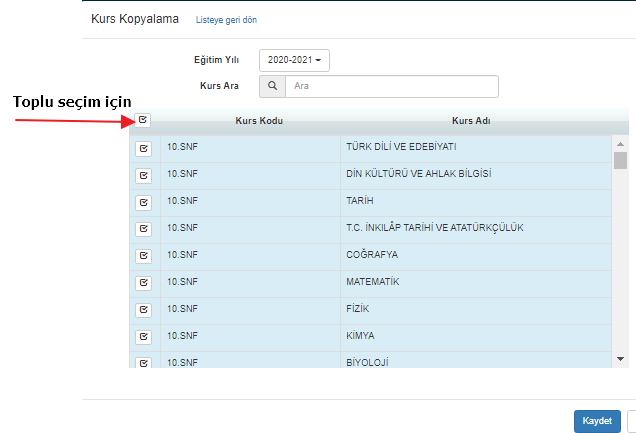 Kurs Kopyalama Listeye geri dön
Eğitim Yılı 2020-2021
Kurs Ara Ara
Toplu seçim için
Kurs Kodu Kurs Adı
10.SNF TÜRK DİLİ VE EDEBİYATI
10.SNF DİN KÜLTÜRÜ VE AHLAK BİLGİSİ
10.SNF TARİH
10.SNF T.C. İNKILÂP TARİHİ VE ATATÜRKÇÜLÜK
10.SNF COĞRAFYA
10.SNF MATEMATİK
10.SNF FİZİK
10.SNF KİMYA
10.SNF BİYOLOJİ
Kaydet